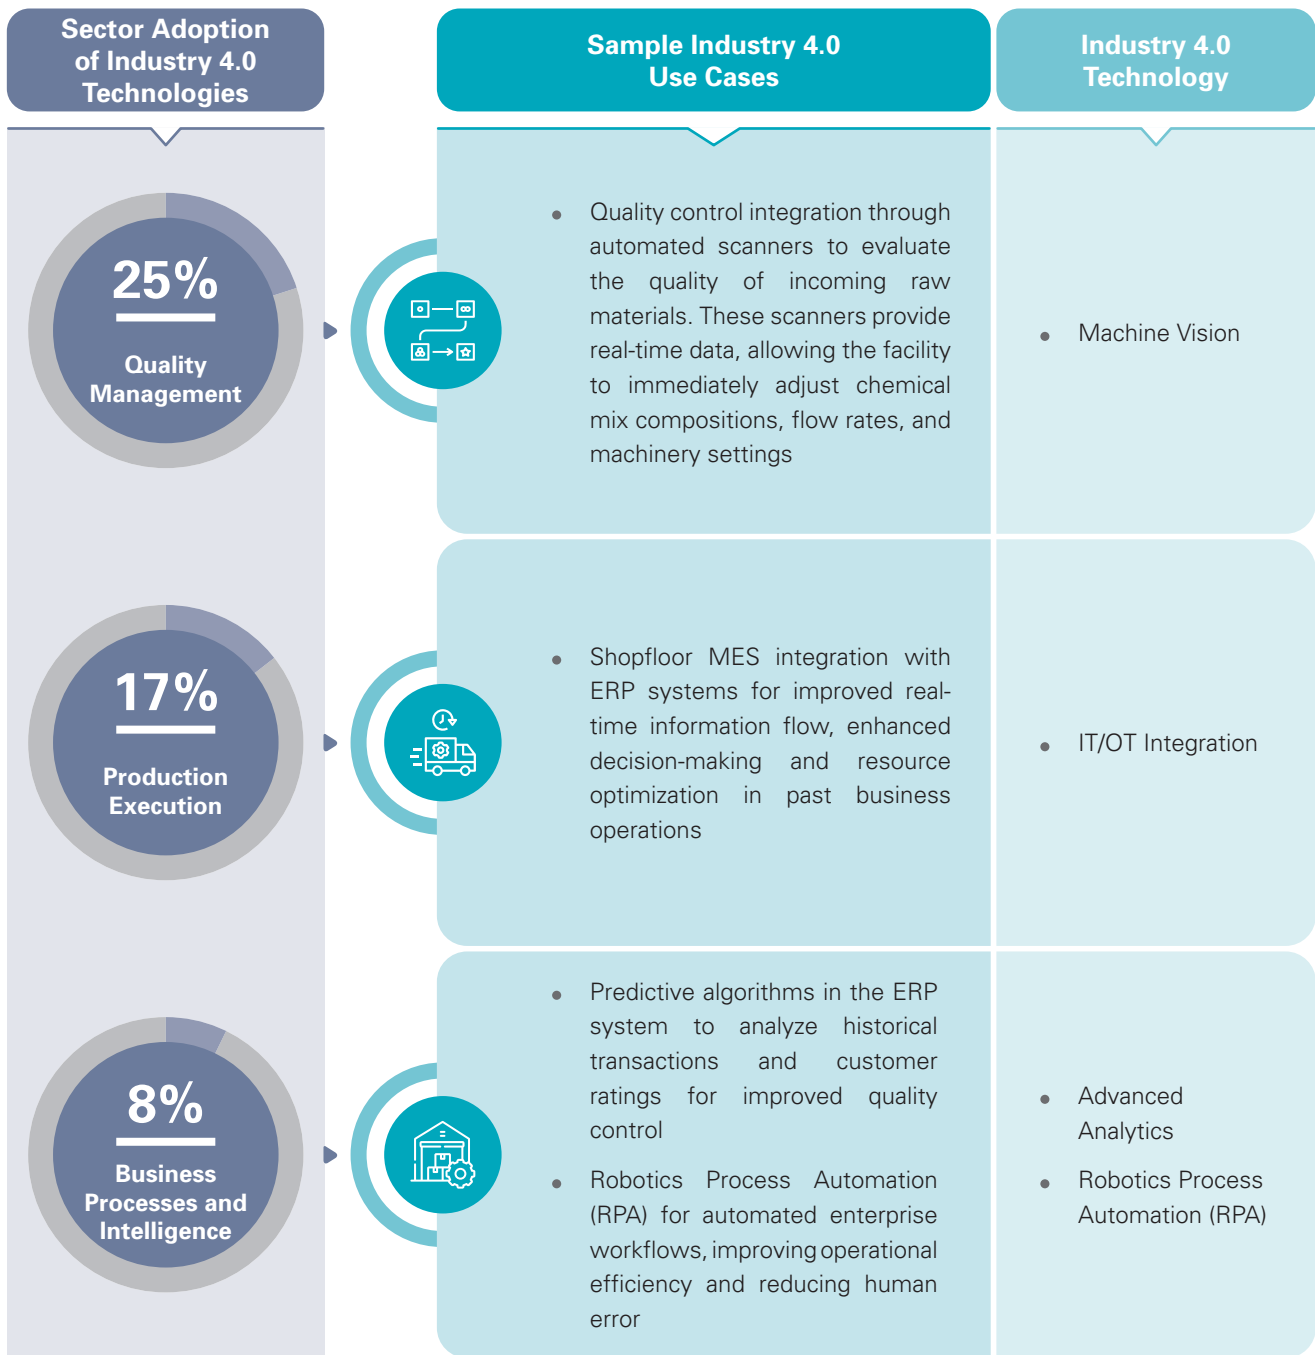 Sector Adoption
of Industry 4.0
Technologies
Sample Industry 4.0
Use Cases
Industry 4.0
Technology
25%
Quality
Management
• Quality control integration through
automated scanners to evaluate
the quality of incoming raw
materials. These scanners provide
real-time data, allowing the facility
to immediately adjust chemical
mix compositions, flow rates, and
machinery settings
• Machine Vision
17%
Production
Execution
• Shopfloor MES integration with
ERP systems for improved real-
time information flow, enhanced
decision-making and resource
optimization in past business
operations
• IT/OT Integration
8%
Business
Processes and
Intelligence
• Predictive algorithms in the ERP
system to analyze historical
transactions and customer
ratings for improved quality
control
• Robotics Process Automation
(RPA) for automated enterprise
workflows, improving operational
efficiency and reducing human
error
• Advanced
Analytics
• Robotics Process
Automation (RPA)